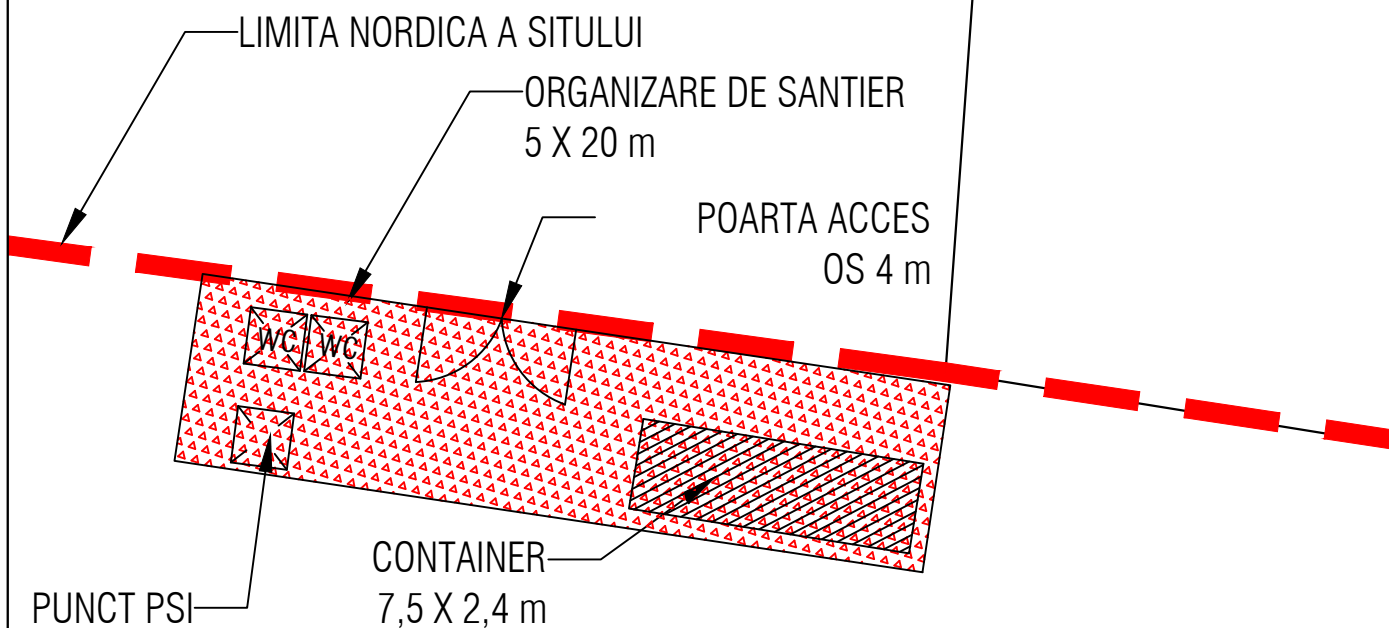 LIMITA NORDICA A SITULUI
ORGANIZARE DE SANTIER
5 X 20 m
POARTA ACCES
OS 4 m
WC
WC
CONTAINER
7,5 X 2,4 m
PUNCT PSI